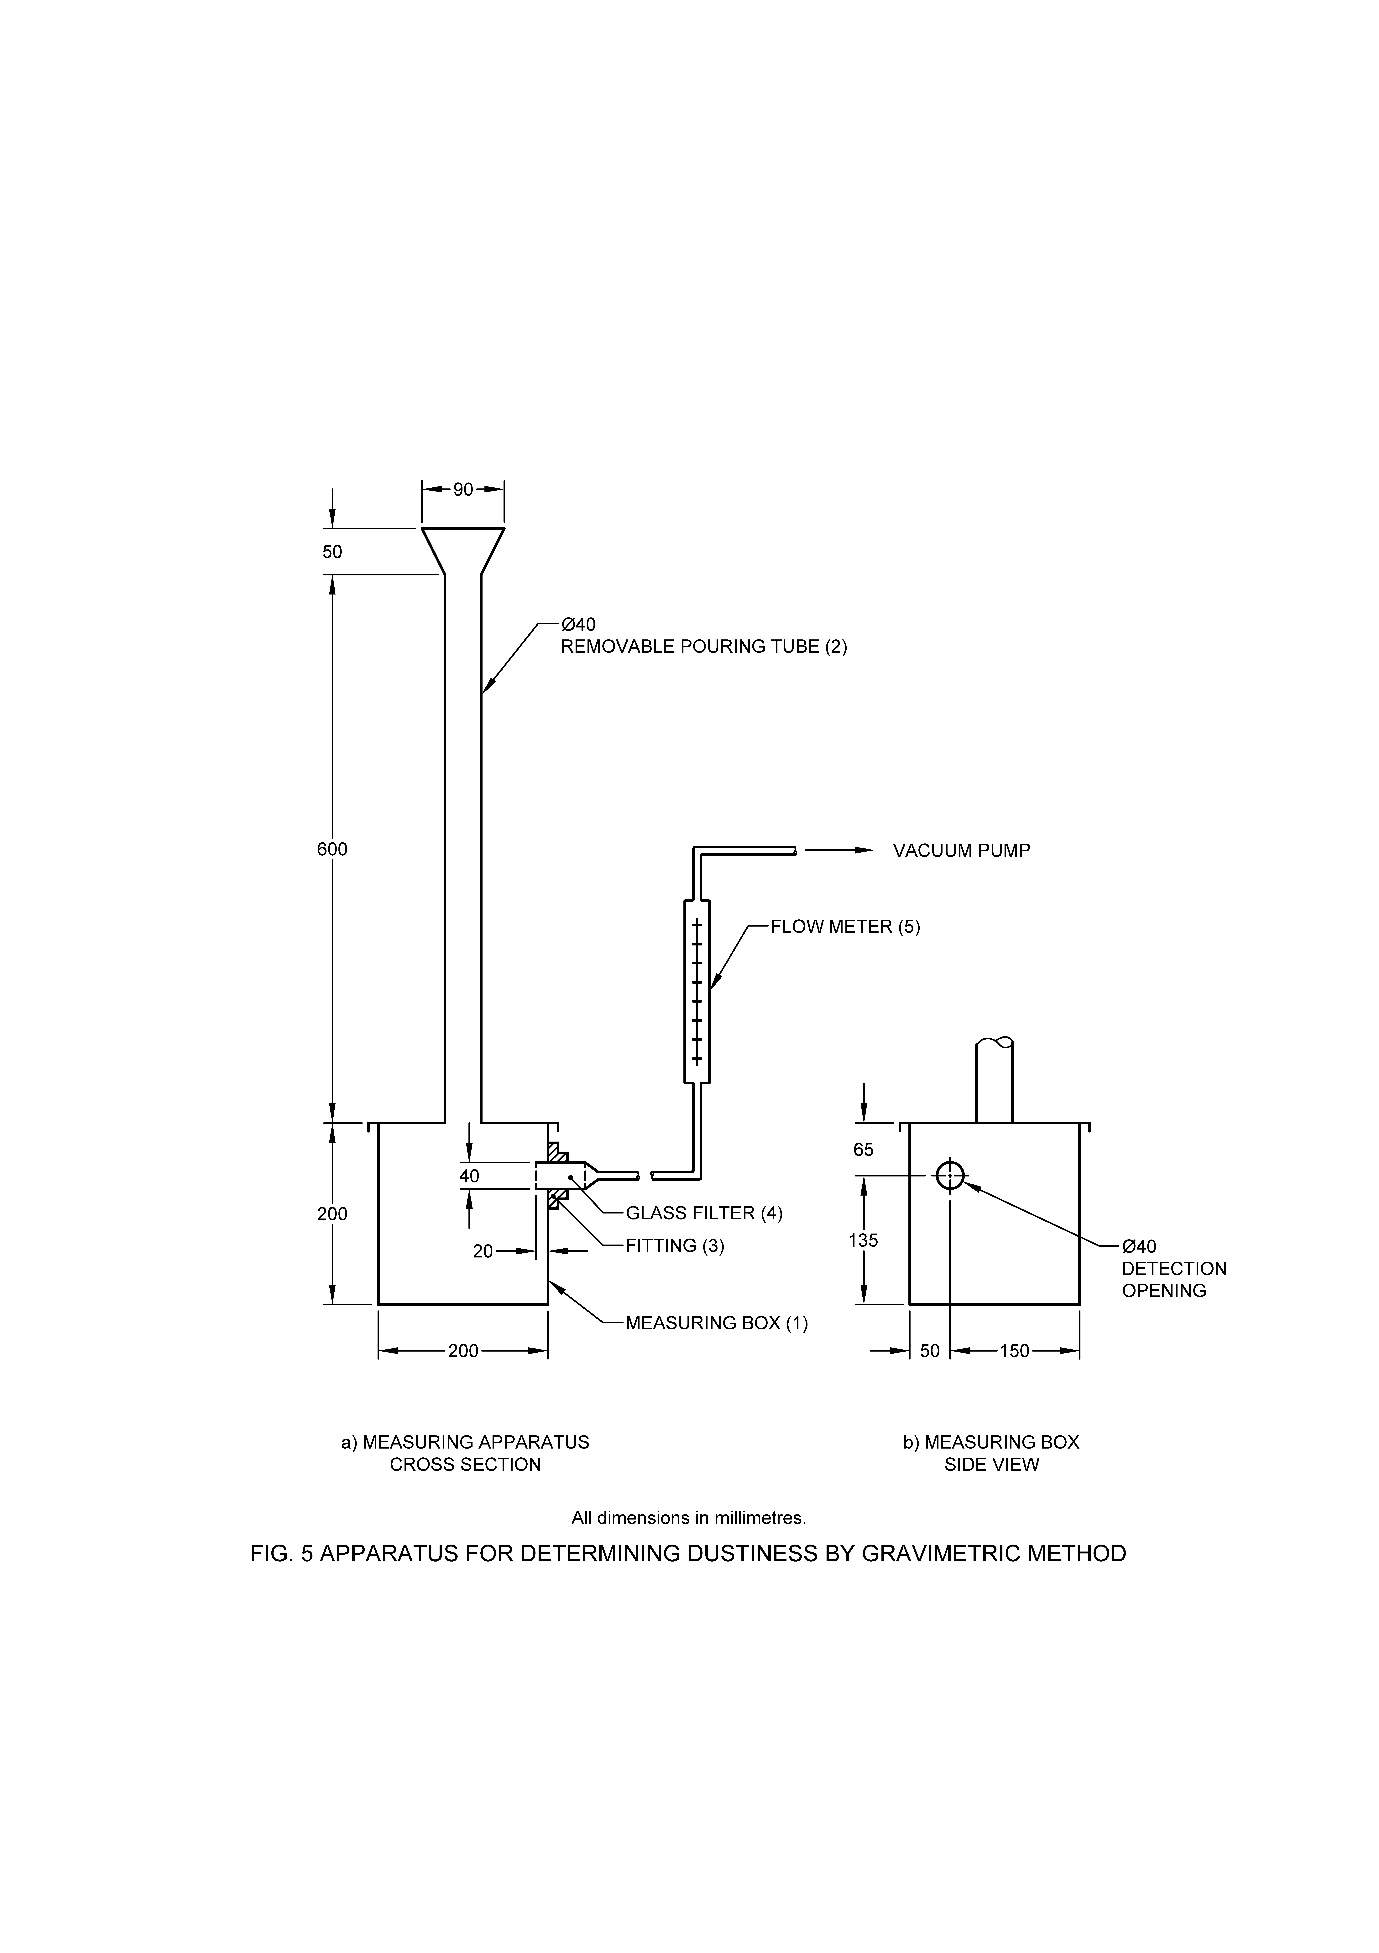 90
50
Ø40
REMOVABLE POURING TUBE (2)
600
VACUUM PUMP
FLOW METER (5)
65
40
200
GLASS FILTER (4)
135
20
FITTING (3)
Ø40
DETECTION
OPENING
MEASURING BOX (1)
200
50
150
a) MEASURING APPARATUS
CROSS SECTION
b) MEASURING BOX
SIDE VIEW
All dimensions in millimetres.
FIG. 5 APPARATUS FOR DETERMINING DUSTINESS BY GRAVIMETRIC METHOD